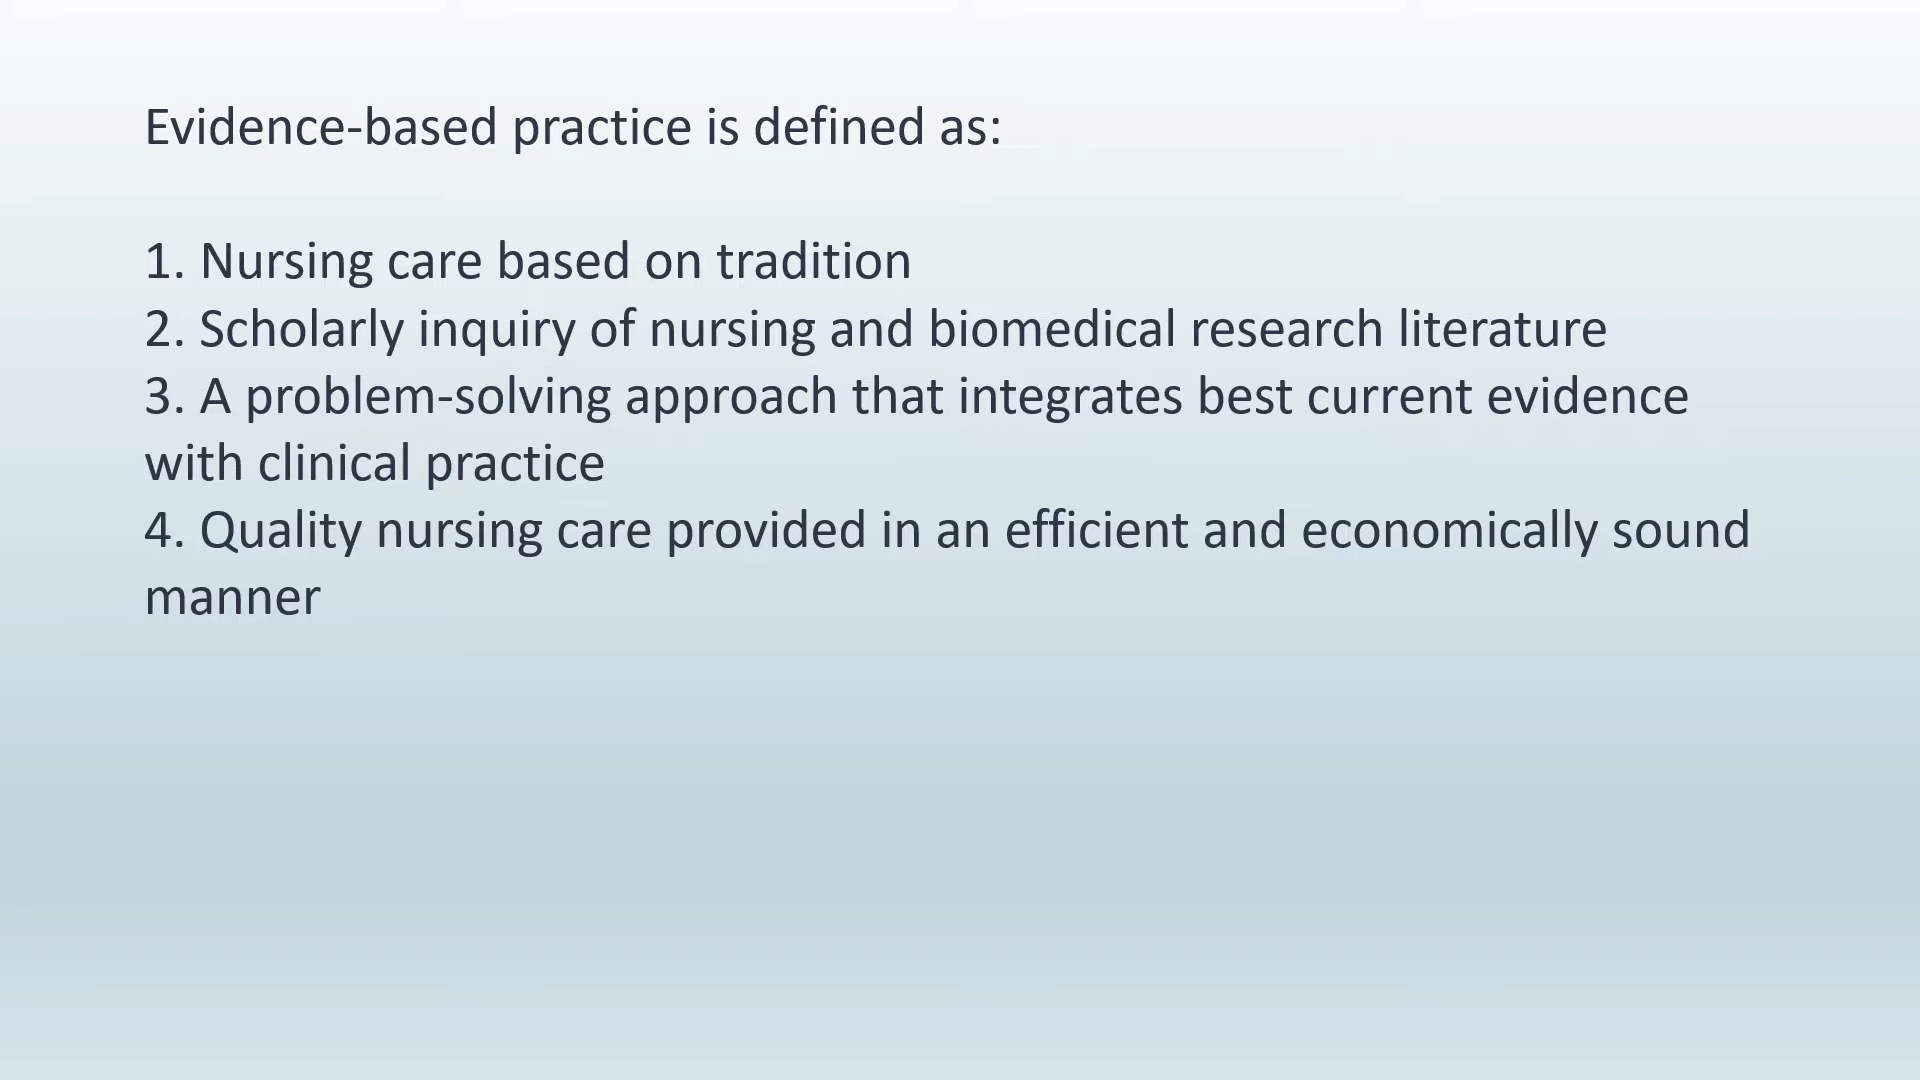 Evidence-based practice is defined as:
1. Nursing care based on tradition
2. Scholarly inquiry of nursing and biomedical research literature
3. A problem-solving approach that integrates best current evidence
with clinical practice
4. Quality nursing care provided in an efficient and economically sound
manner